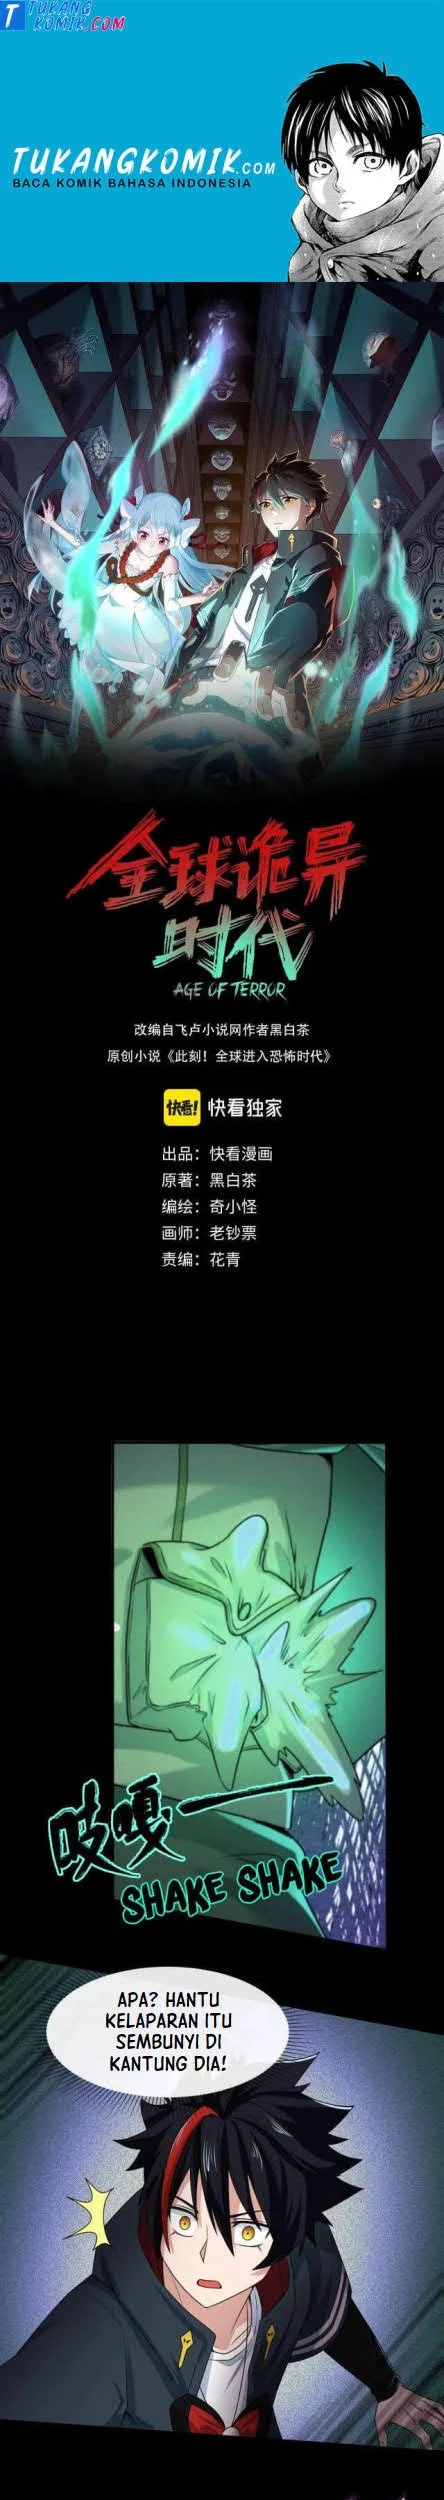 T TUKANG
KOMIK.COM
TUKANGKOMIK.COM
BACA KOMIK BAHASA INDONESIA
全球诡异
时代
AGE OF TERROR
改编自飞卢小说网作者黑白茶
原创小说《此刻！全球进入恐怖时代》
快看! 快看独家
出品：快看漫画
原著：黑白茶
编绘：奇小怪
画师：老钞票
责编：花青
吱嘎——
SHAKE SHAKE
APA? HANTU
KELAPARAN ITU
SEMBUNYI DI
KANTUNG DIA!